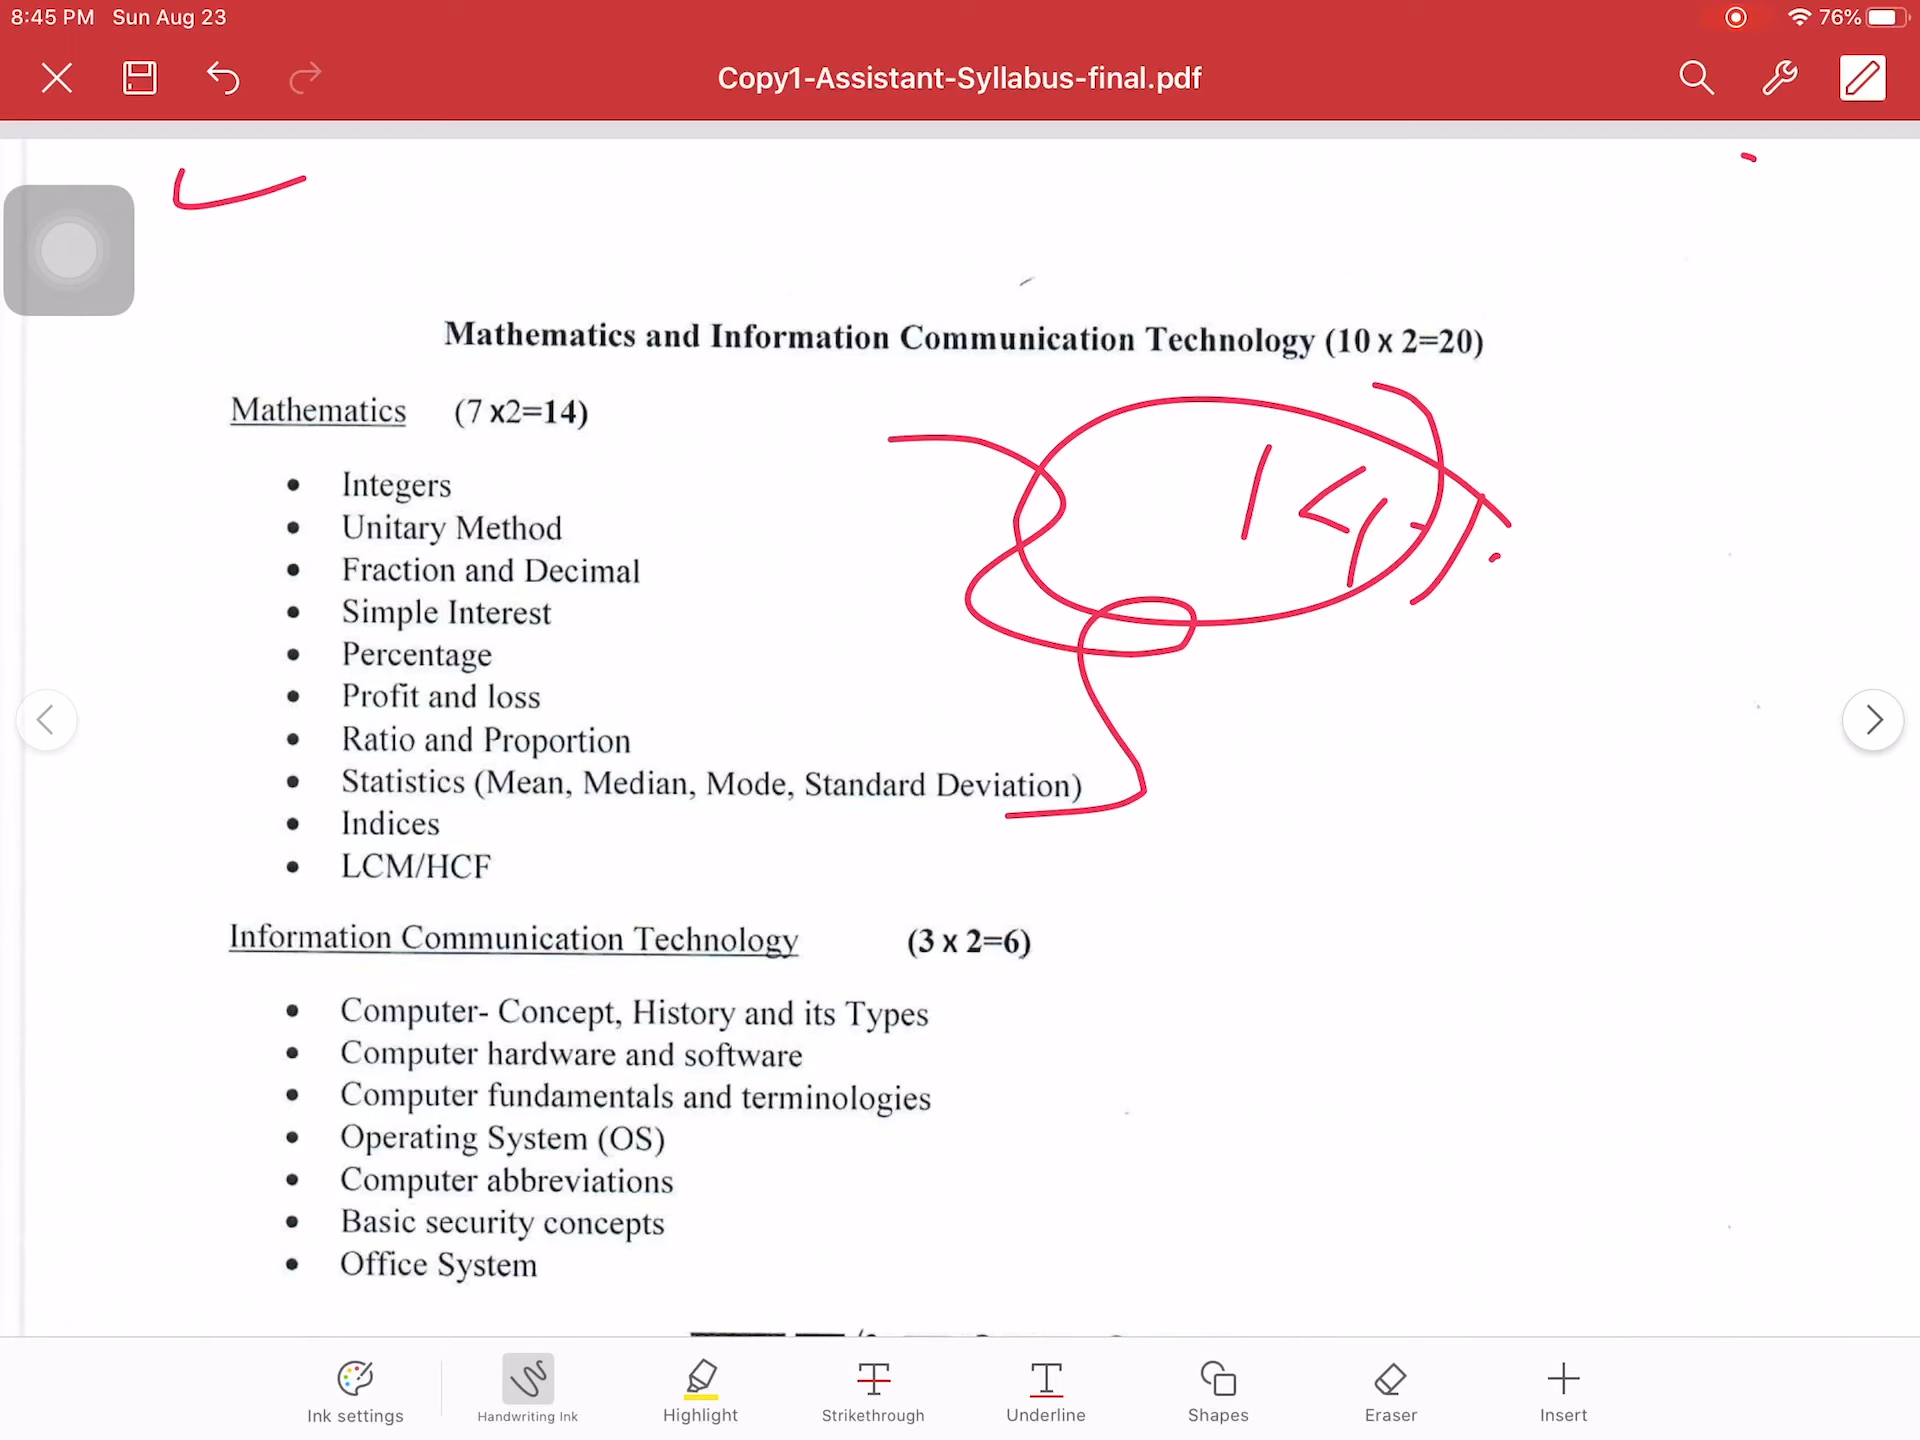 8:45 PM Sun Aug 23
76%
Copy1-Assistant-Syllabus-final.pdf
Mathematics and Information Communication Technology (10 x 2=20)
Mathematics (7 x2=14)
14
• Integers
• Unitary Method
• Fraction and Decimal
• Simple Interest
• Percentage
• Profit and loss
• Ratio and Proportion
• Statistics (Mean, Median, Mode, Standard Deviation)
• Indices
• LCM/HCF
Information Communication Technology (3 x 2=6)
• Computer- Concept, History and its Types
• Computer hardware and software
• Computer fundamentals and terminologies
• Operating System (OS)
• Computer abbreviations
• Basic security concepts
• Office System
Ink settings
Handwriting Ink
Highlight
Strikethrough
Underline
Shapes
Eraser
Insert